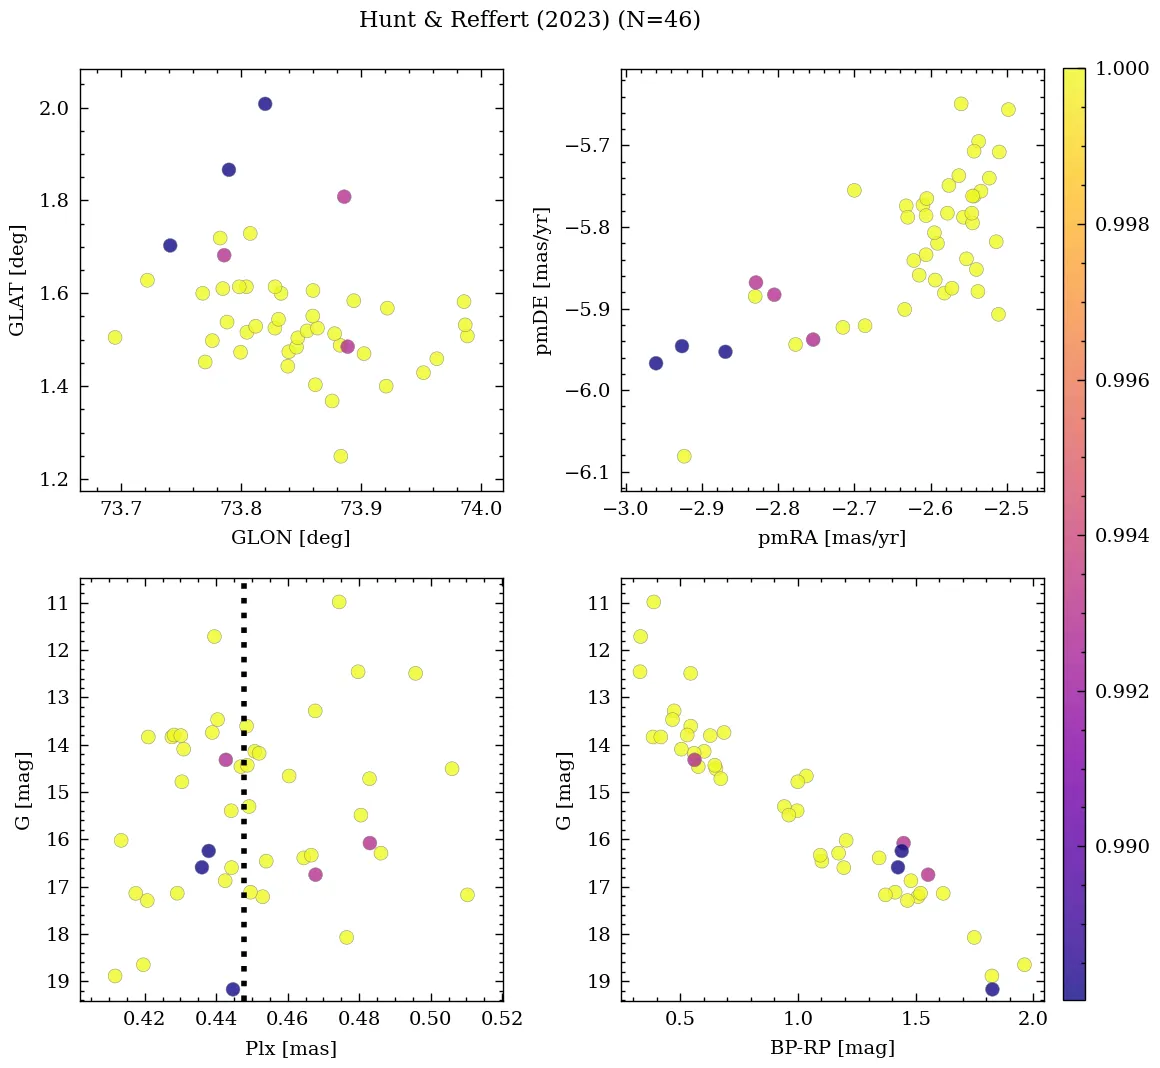 Hunt & Reffert (2023) (N=46)
2.0
1.8
1.6
1.4
1.2
GLAT [deg]
73.7 73.8 73.9 74.0
GLON [deg]
−5.7
−5.8
−5.9
−6.0
−6.1
pmDE [mas/yr]
−3.0 −2.9 −2.8 −2.7 −2.6 −2.5
pmRA [mas/yr]
1.000
0.998
0.996
0.994
0.992
0.990
11
12
13
14
15
16
17
18
19
G [mag]
0.42 0.44 0.46 0.48 0.50 0.52
Plx [mas]
11
12
13
14
15
16
17
18
19
G [mag]
0.5 1.0 1.5 2.0
BP-RP [mag]